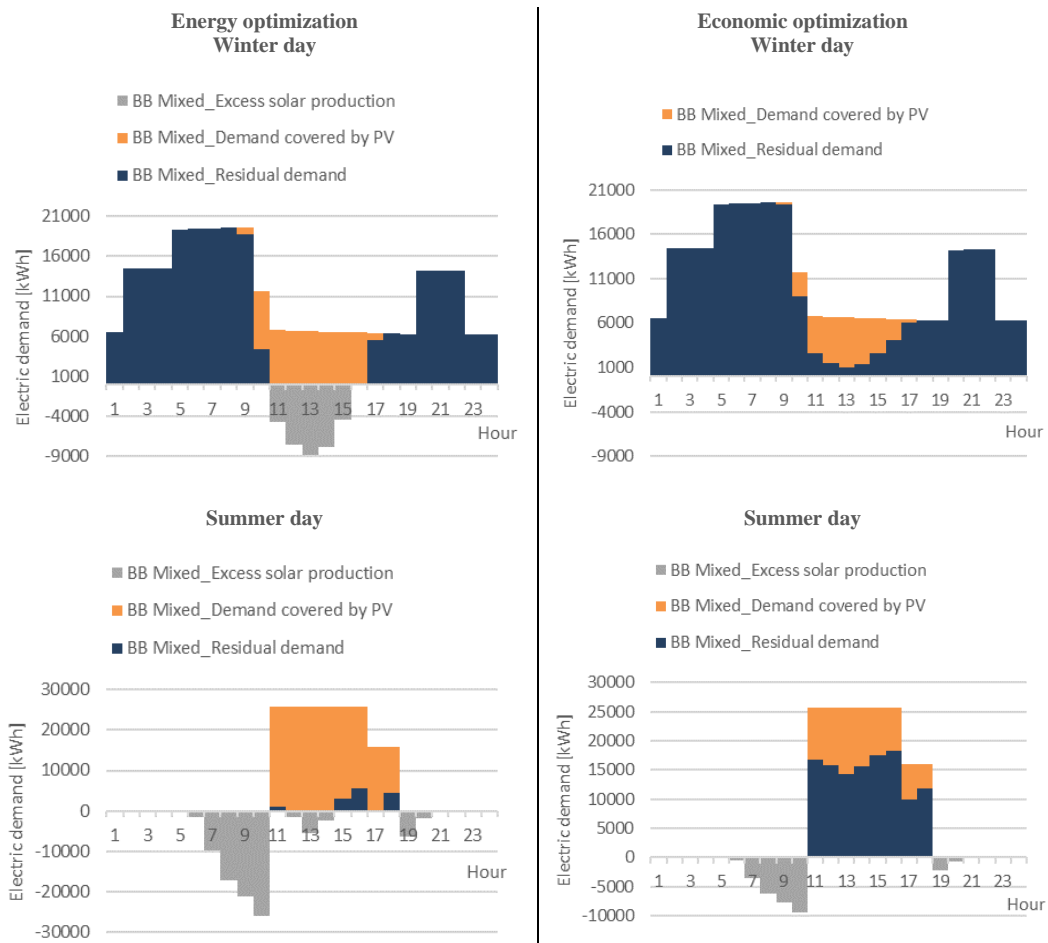 Energy optimization
Winter day
BB Mixed_Excess solar production
BB Mixed_Demand covered by PV
BB Mixed_Residual demand
Electric demand [kWh]
21000
16000
11000
6000
1000
-4000
-9000
1 3 5 7 9 11 13 15 17 19 21 23
Hour
Economic optimization
Winter day
BB Mixed_Demand covered by PV
BB Mixed_Residual demand
Electric demand [kWh]
21000
16000
11000
6000
1000
-4000
-9000
1 3 5 7 9 11 13 15 17 19 21 23
Hour
Summer day
BB Mixed_Excess solar production
BB Mixed_Demand covered by PV
BB Mixed_Residual demand
Electric demand [kWh]
30000
20000
10000
0
-10000
-20000
-30000
1 3 5 7 9 11 13 15 17 19 21 23
Hour
Summer day
BB Mixed_Excess solar production
BB Mixed_Demand covered by PV
BB Mixed_Residual demand
Electric demand [kWh]
30000
25000
20000
15000
10000
5000
0
-5000
-10000
1 3 5 7 9 11 13 15 17 19 21 23
Hour